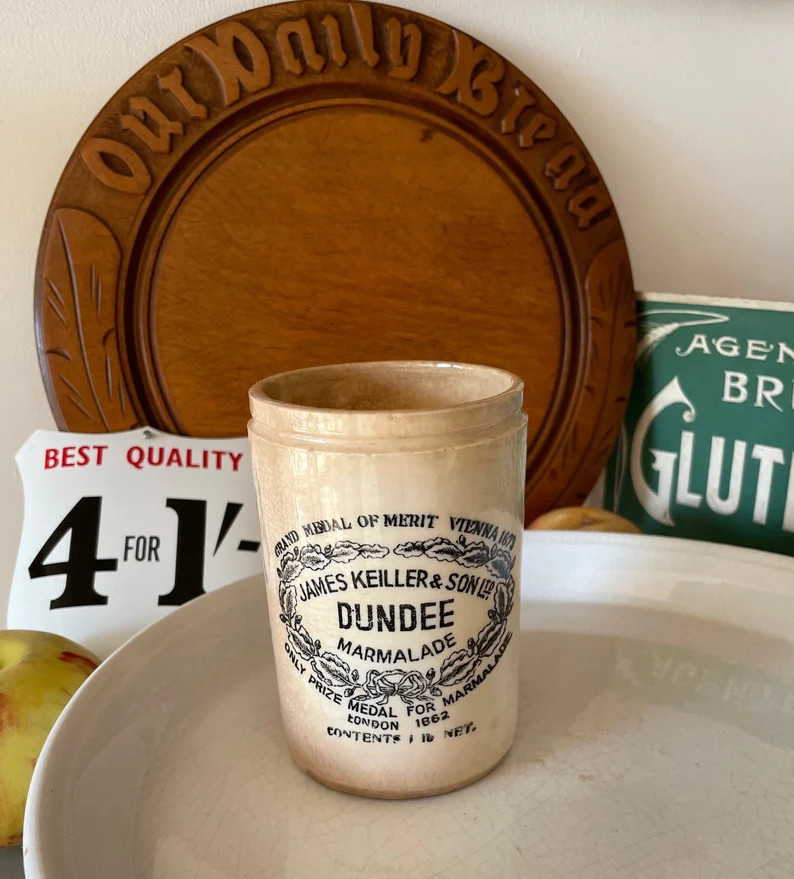 Our Daily Bread
BEST QUALITY
4 FOR 1'-
AGEN
BR
GLUT
GRAND MEDAL OF MERIT VIENNA 1873
JAMES KEILLER & SON LTD
DUNDEE
MARMALADE
ONLY PRIZE MEDAL FOR MARMALADE
LONDON 1862
CONTENTS 1 lb NET.